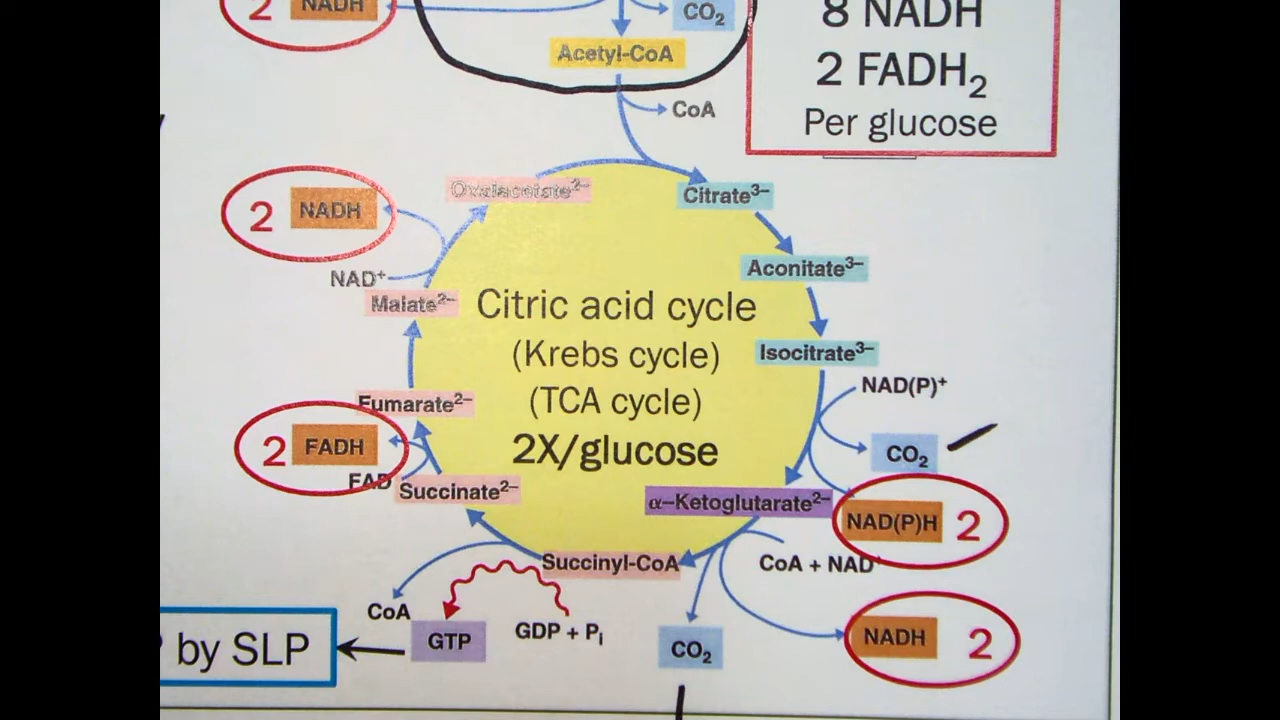 2 NADH
CO₂
8 NADH
Acetyl-CoA
2 FADH₂
CoA
Per glucose
Oxaloacetate²⁻
Citrate³⁻
2 NADH
Aconitate³⁻
NAD⁺
Malate²⁻
Citric acid cycle
(Krebs cycle)
Isocitrate³⁻
NAD(P)⁺
(TCA cycle)
Fumarate²⁻
2 FADH
2X/glucose
CO₂
FAD
Succinate²⁻
α–Ketoglutarate²⁻
NAD(P)H 2
Succinyl-CoA
CoA + NAD⁺
CoA
GTP
GDP + Pᵢ
NADH 2
by SLP
CO₂